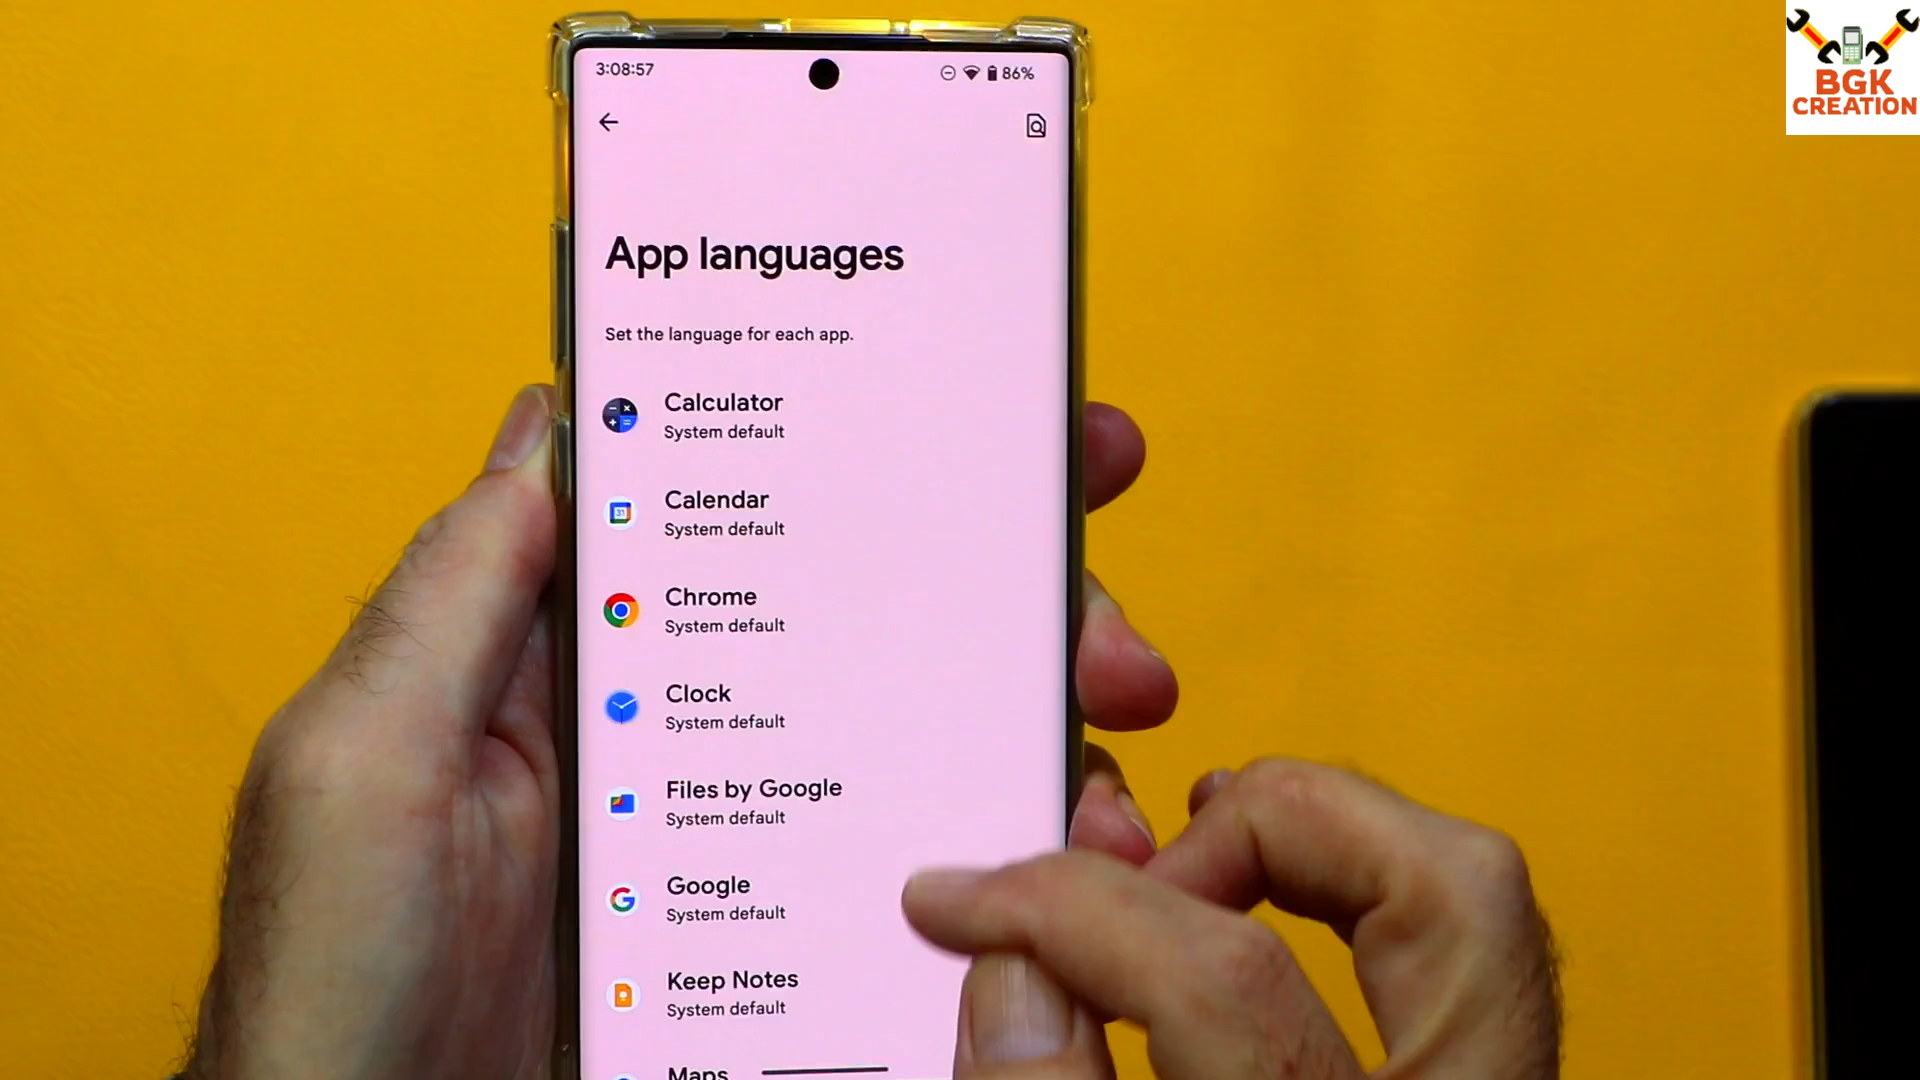 3:08:57
86%
BGK
CREATION
App languages
Set the language for each app.
Calculator
System default
Calendar
System default
31
Chrome
System default
Clock
System default
Files by Google
System default
Google
System default
Keep Notes
System default
Maps